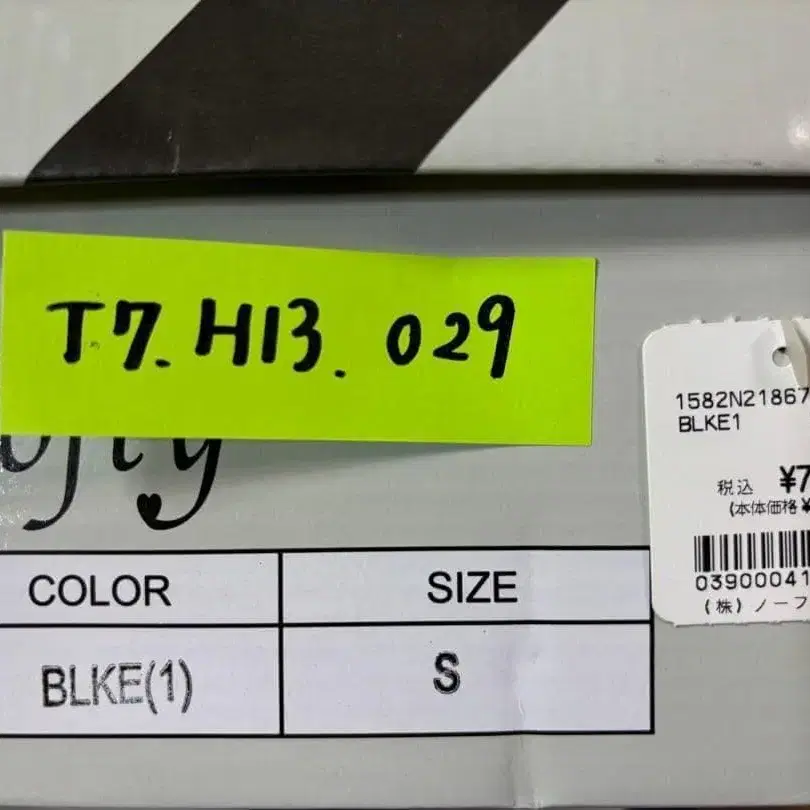 T7. H13. 029
COLOR
SIZE
BLKE(1)
S
1582N21867
BLKE1
税込 ¥7
(本体価格¥
03900041
(株)ノーフ